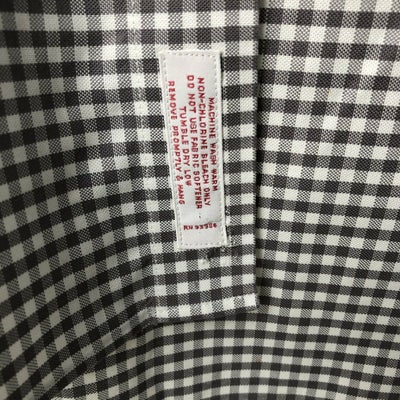 MACHINE WASH WARM
NON-CHLORINE BLEACH ONLY
DO NOT USE FABRIC SOFTENER
TUMBLE DRY LOW
REMOVE PROMPTLY & HANG